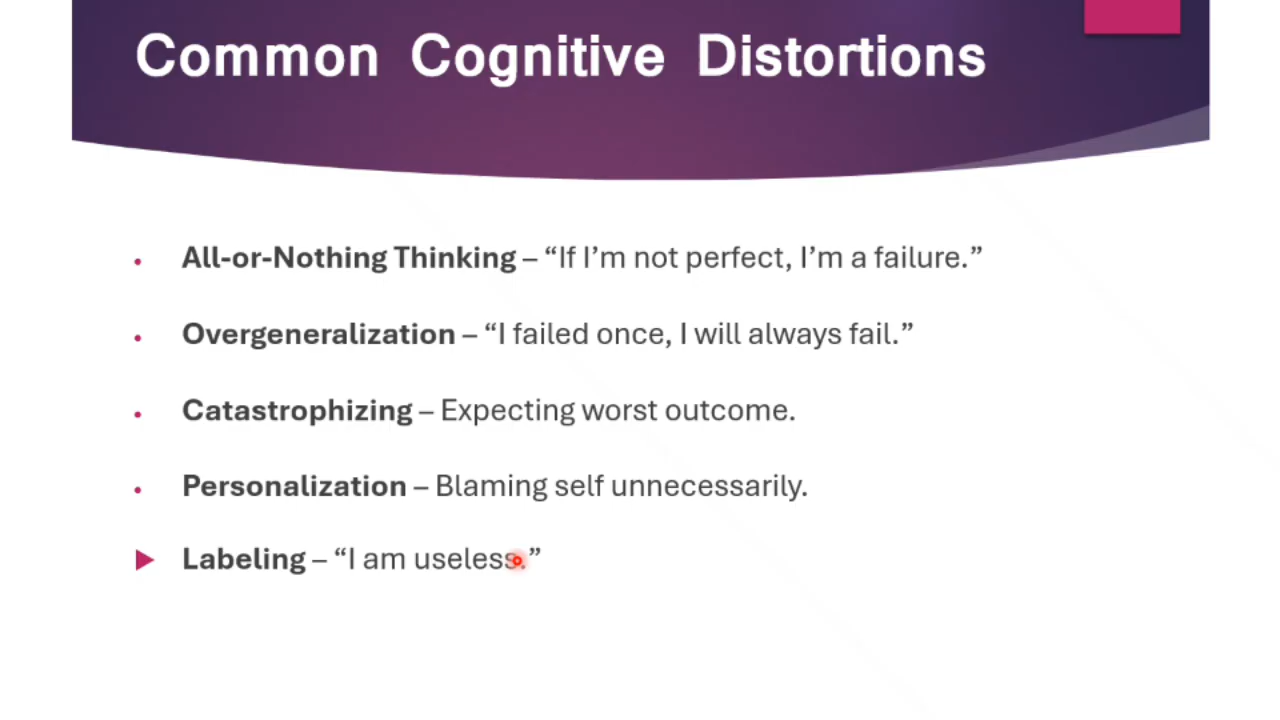 Common Cognitive Distortions
• All-or-Nothing Thinking – “If I’m not perfect, I’m a failure.”
• Overgeneralization – “I failed once, I will always fail.”
• Catastrophizing – Expecting worst outcome.
• Personalization – Blaming self unnecessarily.
▶ Labeling – “I am useless.”